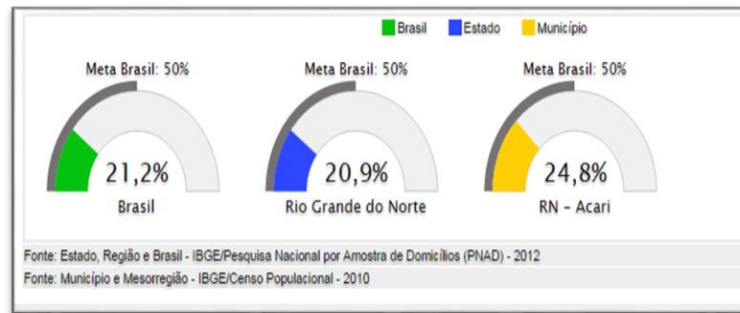 Brasil Estado Município
Meta Brasil: 50% Meta Brasil: 50% Meta Brasil: 50%
21,2% 20,9% 24,8%
Brasil Rio Grande do Norte RN - Acari
Fonte: Estado, Região e Brasil - IBGE/Pesquisa Nacional por Amostra de Domicílios (PNAD) - 2012
Fonte: Município e Mesorregião - IBGE/Censo Populacional - 2010